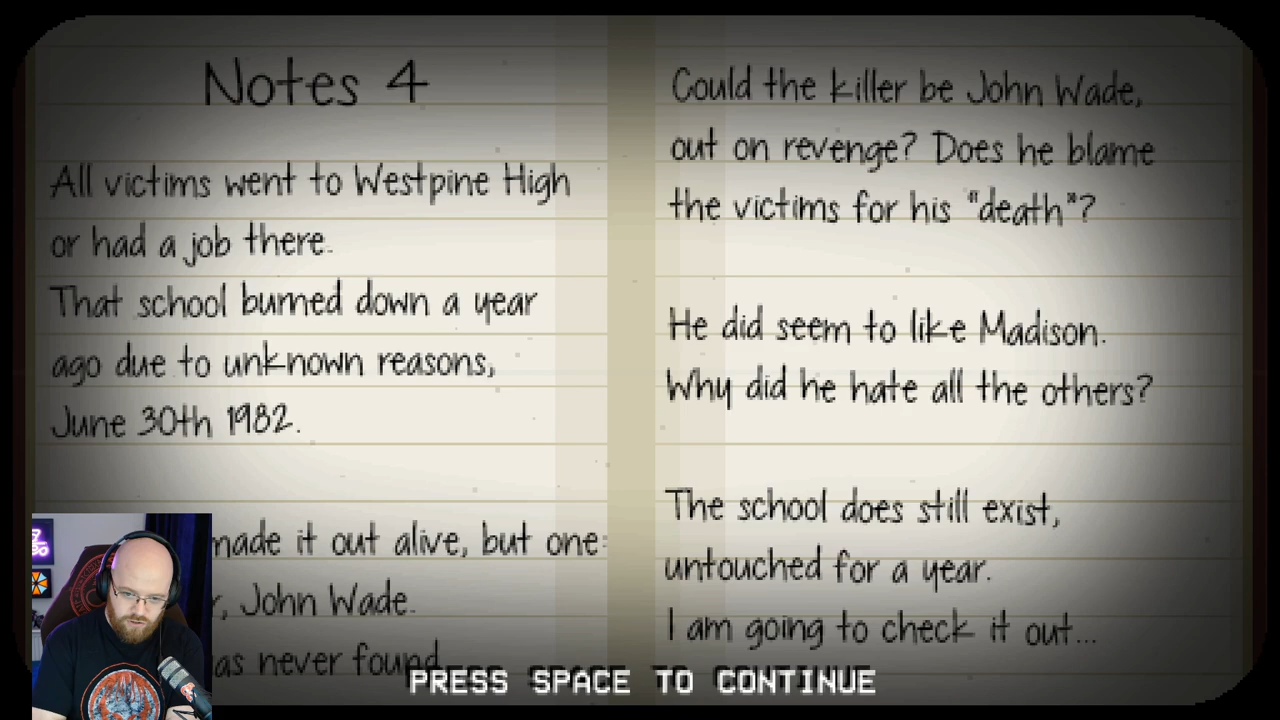 Notes 4
All victims went to Westpine High
or had a job there.
That school burned down a year
ago due to unknown reasons,
June 30th 1982.
made it out alive, but one:
John Wade.
never found
Could the killer be John Wade,
out on revenge? Does he blame
the victims for his "death"?
He did seem to like Madison.
Why did he hate all the others?
The school does still exist,
untouched for a year.
I am going to check it out...
PRESS SPACE TO CONTINUE